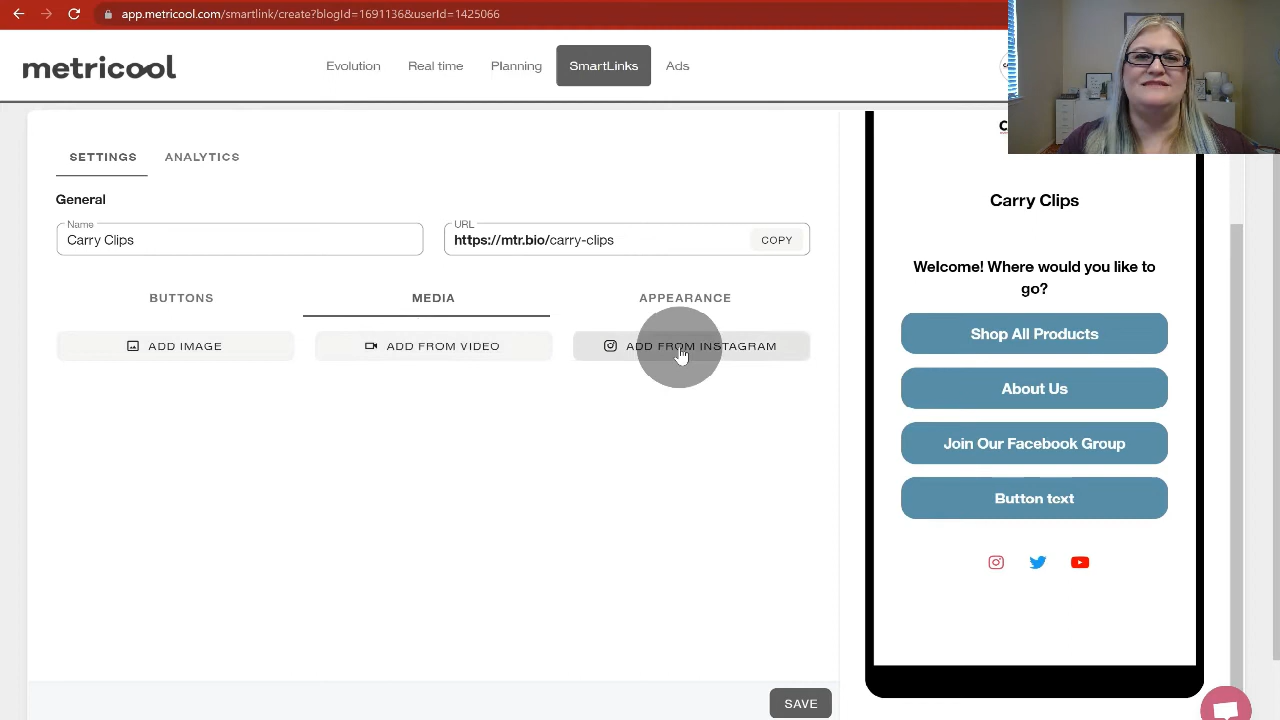 app.metricool.com/smartlink/create?blogId=1691136&userId=1425066
metricool
Evolution
Real time
Planning
SmartLinks
Ads
SETTINGS
ANALYTICS
General
Name
Carry Clips
URL
https://mtr.bio/carry-clips
COPY
BUTTONS
MEDIA
APPEARANCE
ADD IMAGE
ADD FROM VIDEO
ADD FROM INSTAGRAM
SAVE
Carry Clips
Welcome! Where would you like to
go?
Shop All Products
About Us
Join Our Facebook Group
Button text